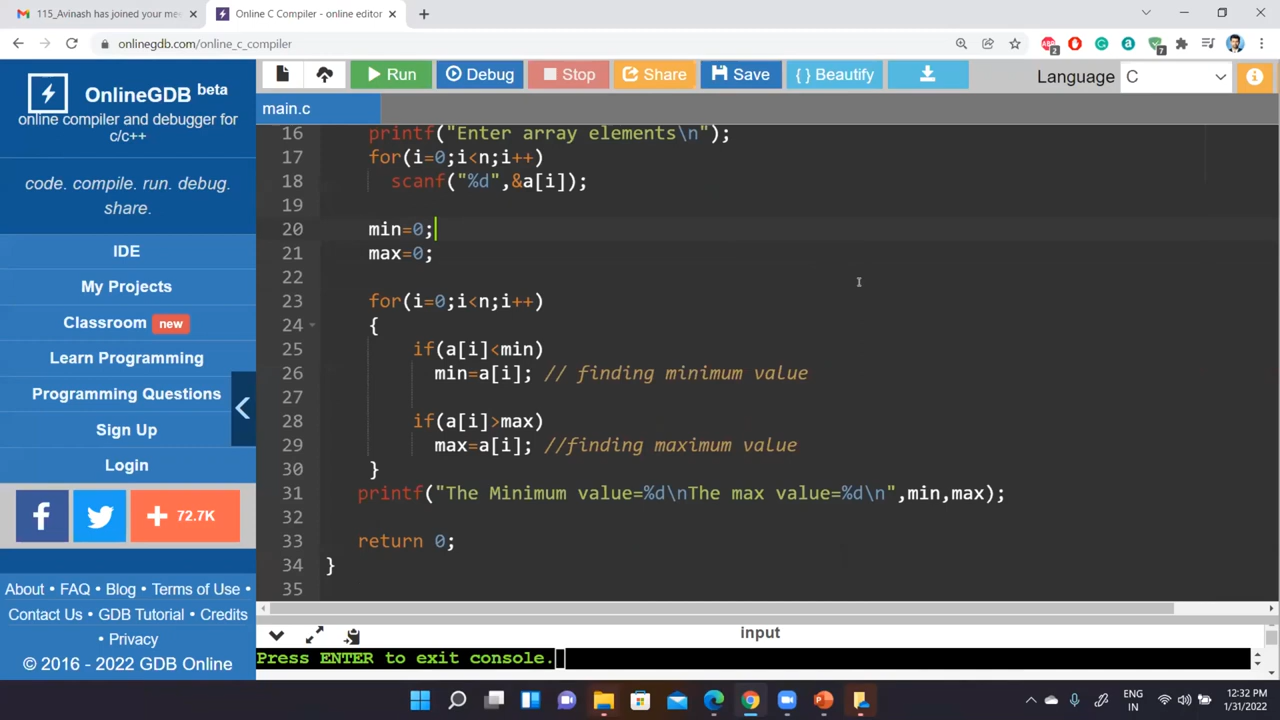 115_Avinash has joined your me
Online C Compiler - online editor
onlinegdb.com/online_c_compiler
OnlineGDB beta
online compiler and debugger for
c/c++
code. compile. run. debug.
share.
IDE
My Projects
Classroom new
Learn Programming
Programming Questions
Sign Up
Login
72.7K
About • FAQ • Blog • Terms of Use •
Contact Us • GDB Tutorial • Credits
• Privacy
© 2016 - 2022 GDB Online
Run
Debug
Stop
Share
Save
{ } Beautify
Language C
main.c
16 printf("Enter array elements\n");
17 for(i=0;i<n;i++)
18 scanf("%d",&a[i]);
19
20 min=0;
21 max=0;
22
23 for(i=0;i<n;i++)
24 {
25 if(a[i]<min)
26 min=a[i]; // finding minimum value
27
28 if(a[i]>max)
29 max=a[i]; //finding maximum value
30 }
31 printf("The Minimum value=%d\nThe max value=%d\n",min,max);
32
33 return 0;
34 }
35
input
Press ENTER to exit console.
ENG
IN
12:32 PM
1/31/2022